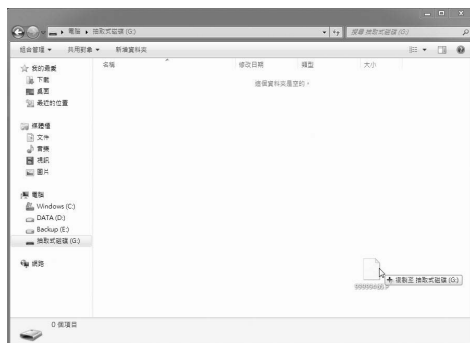 電腦 ▸ 抽取式磁碟 (G:)
搜尋 抽取式磁碟 (G:)
組合管理
共用對象
新增資料夾
名稱
修改日期
類型
大小
這個資料夾是空的。
我的最愛
下載
桌面
最近的位置
媒體櫃
文件
音樂
視訊
圖片
電腦
Windows (C:)
DATA (D:)
Backup (E:)
抽取式磁碟 (G:)
網路
複製至 抽取式磁碟 (G:)
0 個項目